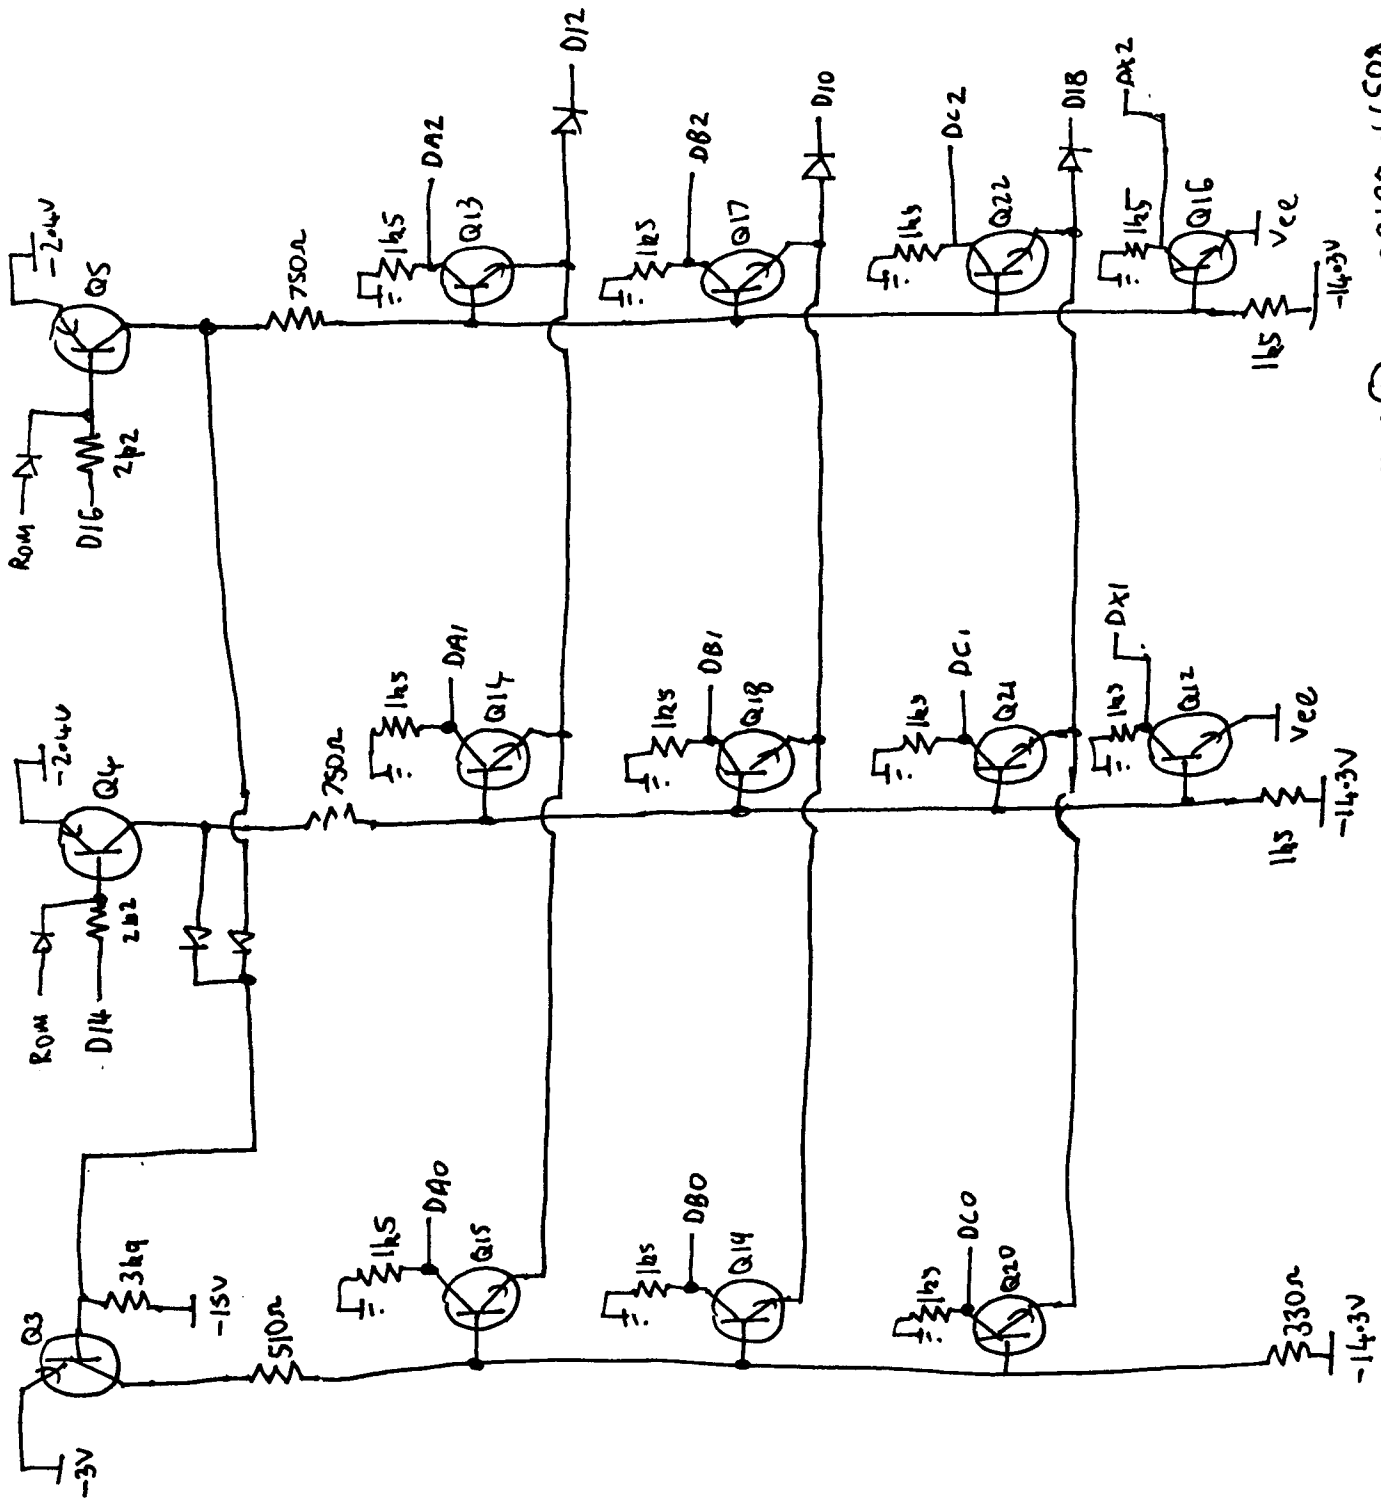 ROM
-2.4V
ROM
-2.4V
-3V
Q3
D14
2k2
Q4
D16
2k2
Q5
3k9
-15V
510Ω
750Ω
750Ω
1k5
DA0
Q15
1k5
DA1
Q14
1k5
DA2
Q13
D12
1k5
DB0
Q19
1k5
DB1
Q18
1k5
DB2
Q17
D10
1k5
DC0
Q20
1k5
DC1
Q21
1k5
DC2
Q22
D18
1k5
DX1
Q12
Vee
1k5
DX2
Q16
Vee
330Ω
-14.3V
1k5
-14.3V
1k5
-14.3V